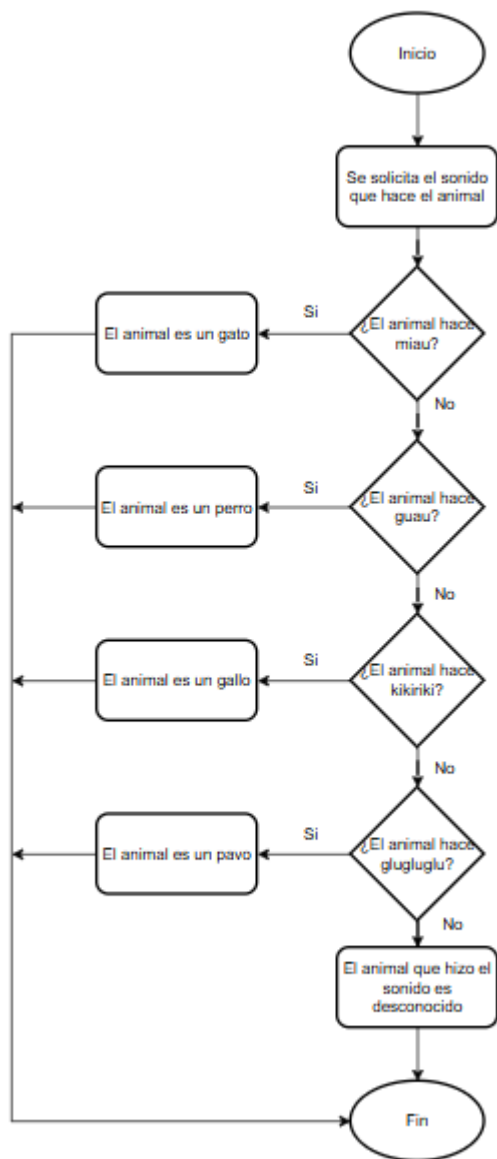 Inicio
Se solicita el sonido
que hace el animal
Si
¿El animal hace
miau?
El animal es un gato
No
Si
¿El animal hace
guau?
El animal es un perro
No
Si
¿El animal hace
kikiriki?
El animal es un gallo
No
Si
¿El animal hace
glugluglu?
El animal es un pavo
No
El animal que hizo el
sonido es
desconocido
Fin